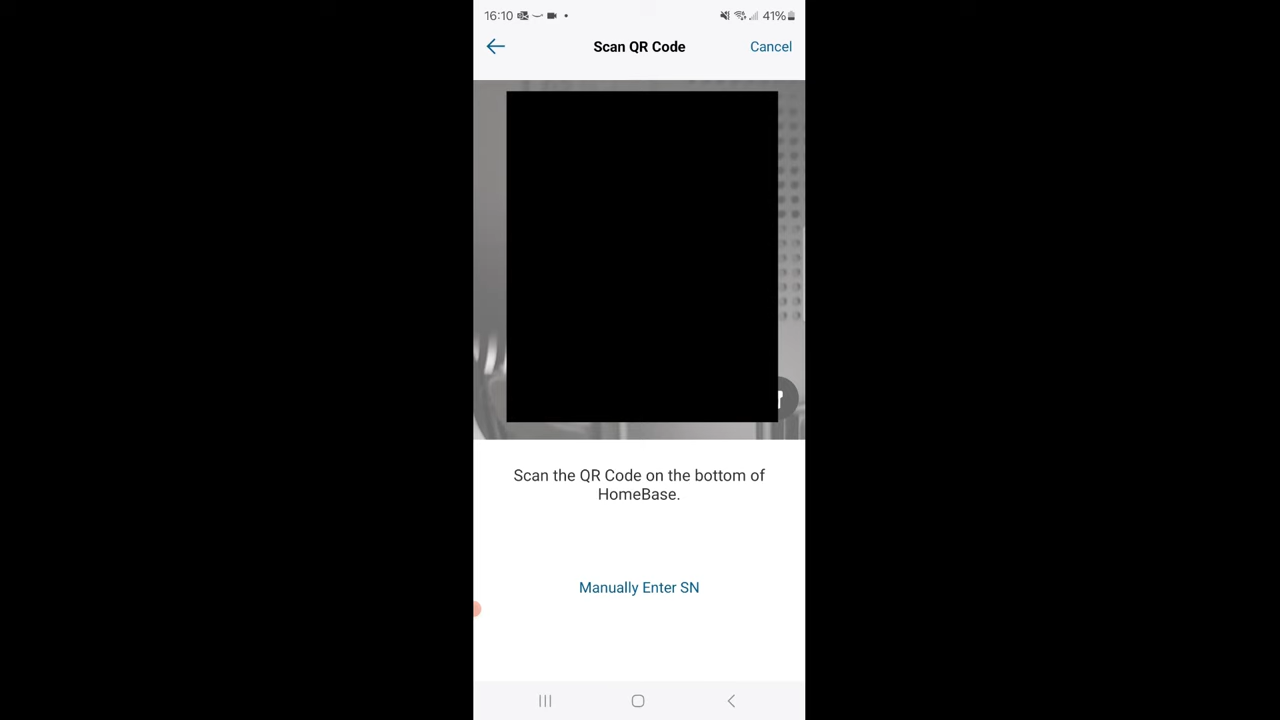 16:10 41%
Scan QR Code Cancel
Scan the QR Code on the bottom of
HomeBase.
Manually Enter SN